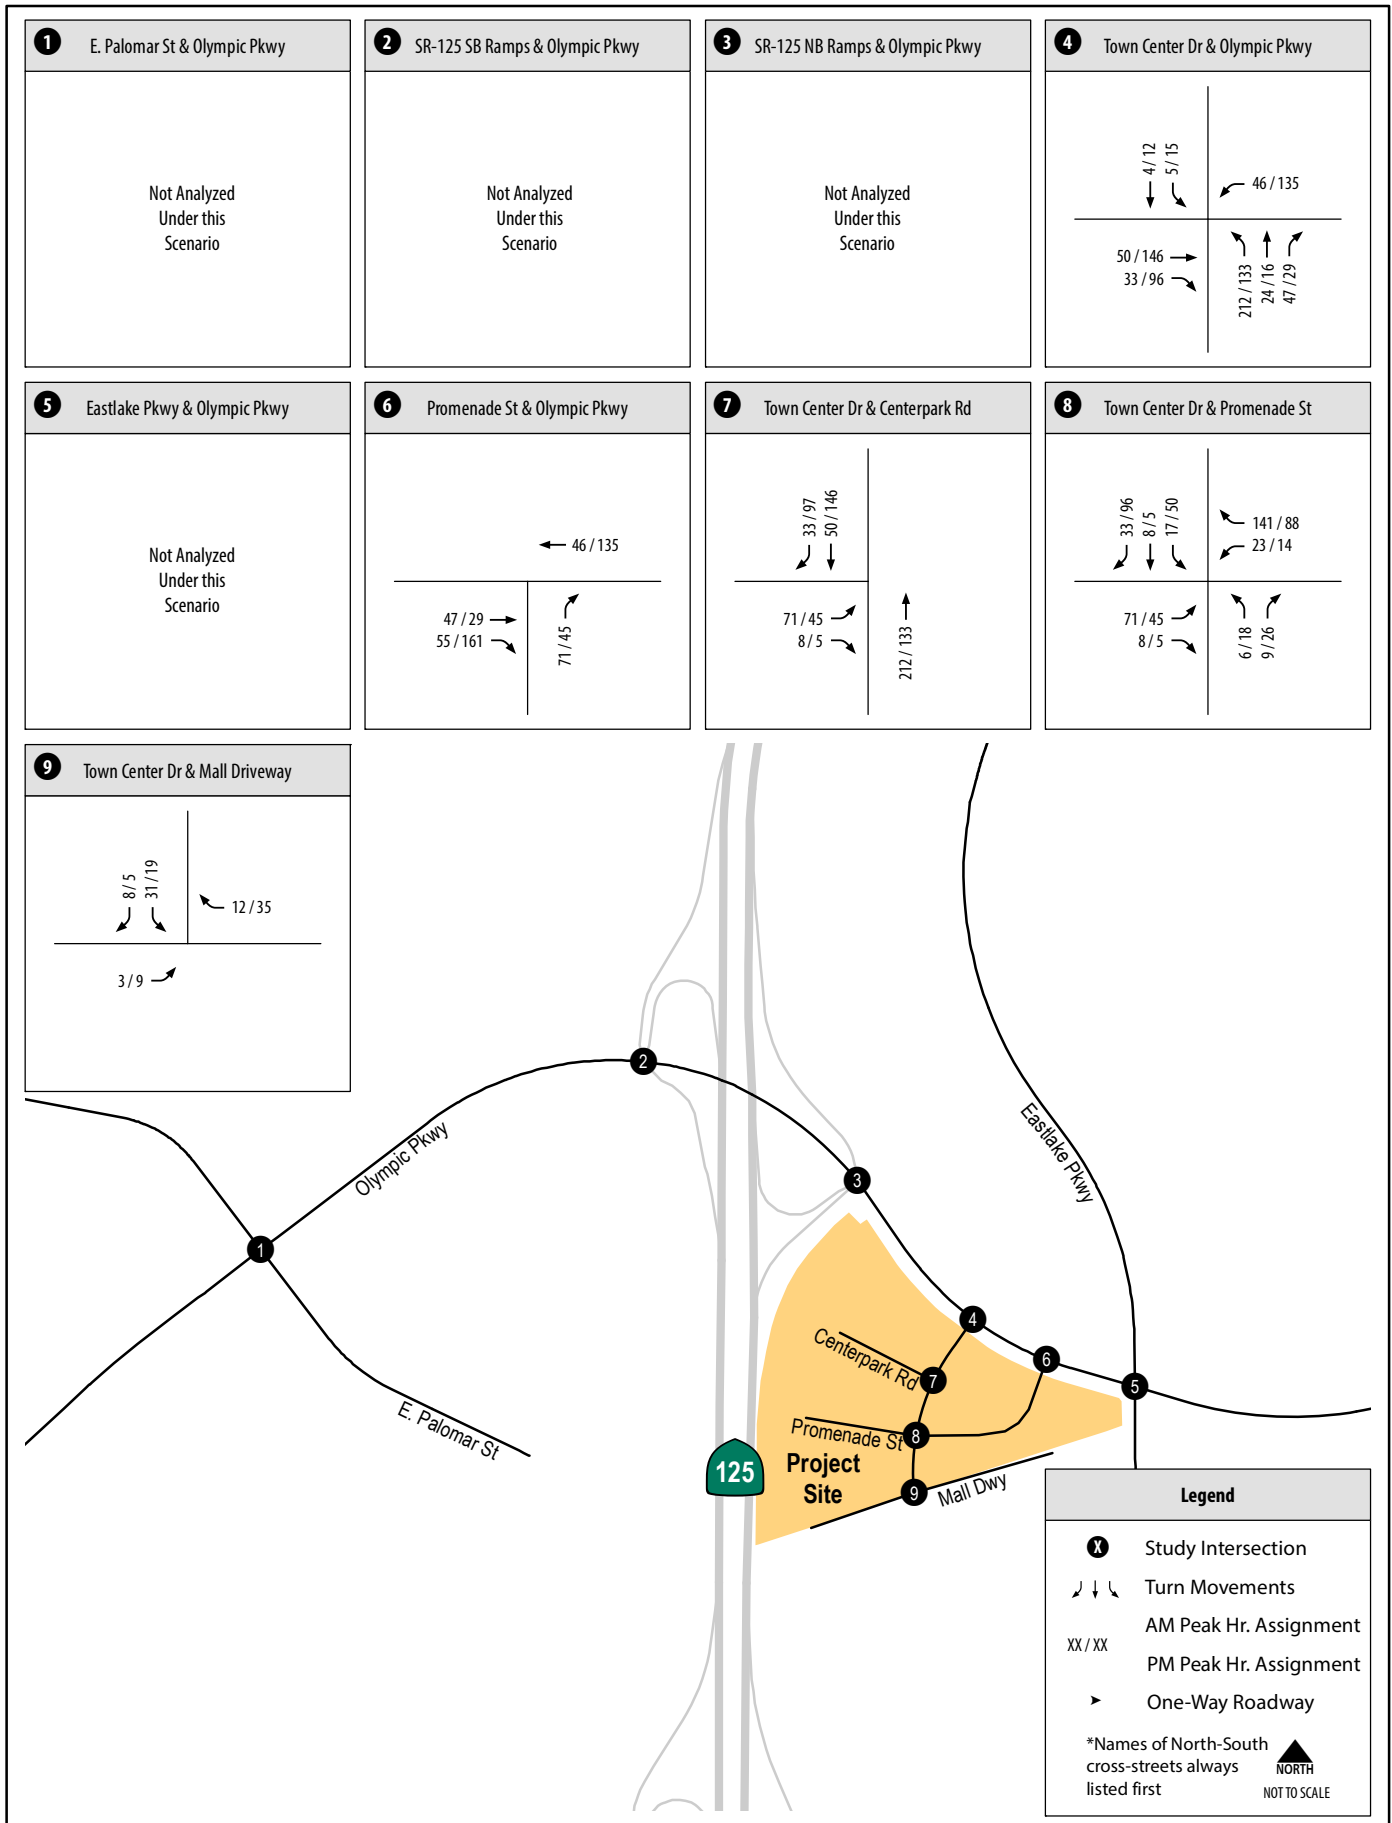 1 E. Palomar St & Olympic Pkwy
Not Analyzed
Under this
Scenario
2 SR-125 SB Ramps & Olympic Pkwy
Not Analyzed
Under this
Scenario
3 SR-125 NB Ramps & Olympic Pkwy
Not Analyzed
Under this
Scenario
4 Town Center Dr & Olympic Pkwy
4 / 12
5 / 15
46 / 135
50 / 146
33 / 96
212 / 133
24 / 16
47 / 29
5 Eastlake Pkwy & Olympic Pkwy
Not Analyzed
Under this
Scenario
6 Promenade St & Olympic Pkwy
46 / 135
47 / 29
55 / 161
71 / 45
7 Town Center Dr & Centerpark Rd
33 / 97
50 / 146
71 / 45
8 / 5
212 / 133
8 Town Center Dr & Promenade St
33 / 96
8 / 5
17 / 50
141 / 88
23 / 14
71 / 45
8 / 5
6 / 18
9 / 26
9 Town Center Dr & Mall Driveway
8 / 5
31 / 19
12 / 35
3 / 9
2
Olympic Pkwy
Eastlake Pkwy
3
1
4
Centerpark Rd
6
7
5
E. Palomar St
Promenade St
8
125
Project
Site
9
Mall Dwy
Legend
X Study Intersection
Turn Movements
XX / XX
AM Peak Hr. Assignment
PM Peak Hr. Assignment
One-Way Roadway
*Names of North-South
cross-streets always
listed first
NORTH
NOT TO SCALE